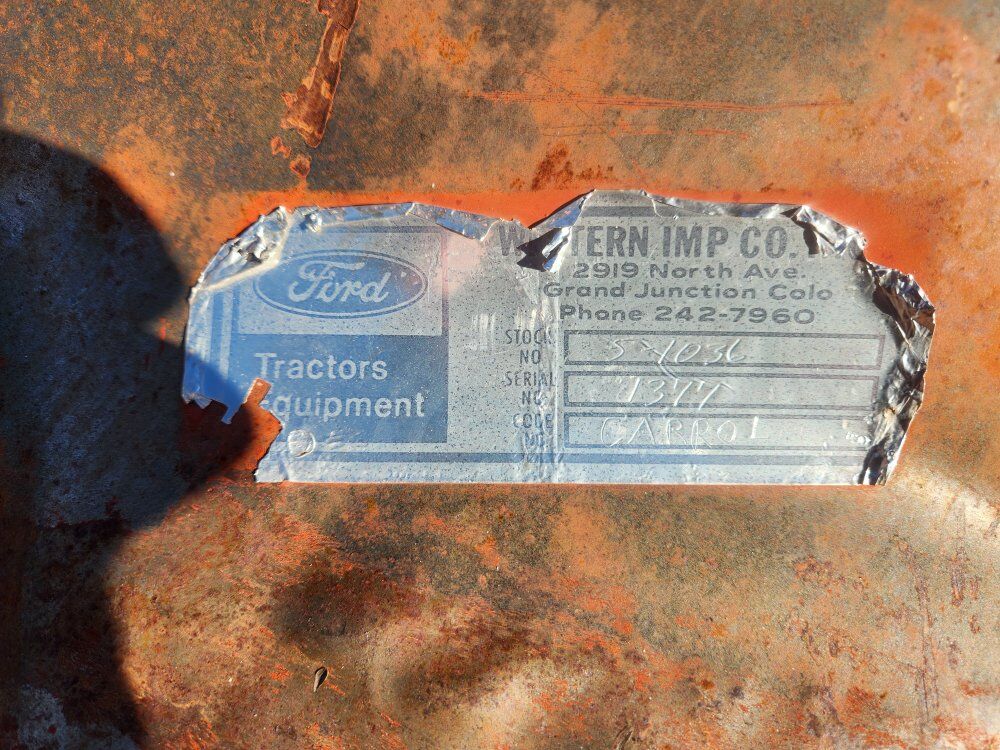 Ford
Tractors
quipment
W TERN IMP CO.
2919 North Ave.
Grand Junction Colo
Phone 242-7960
STOCK
NO
SERIAL
NO
CODE
NO
CARROL